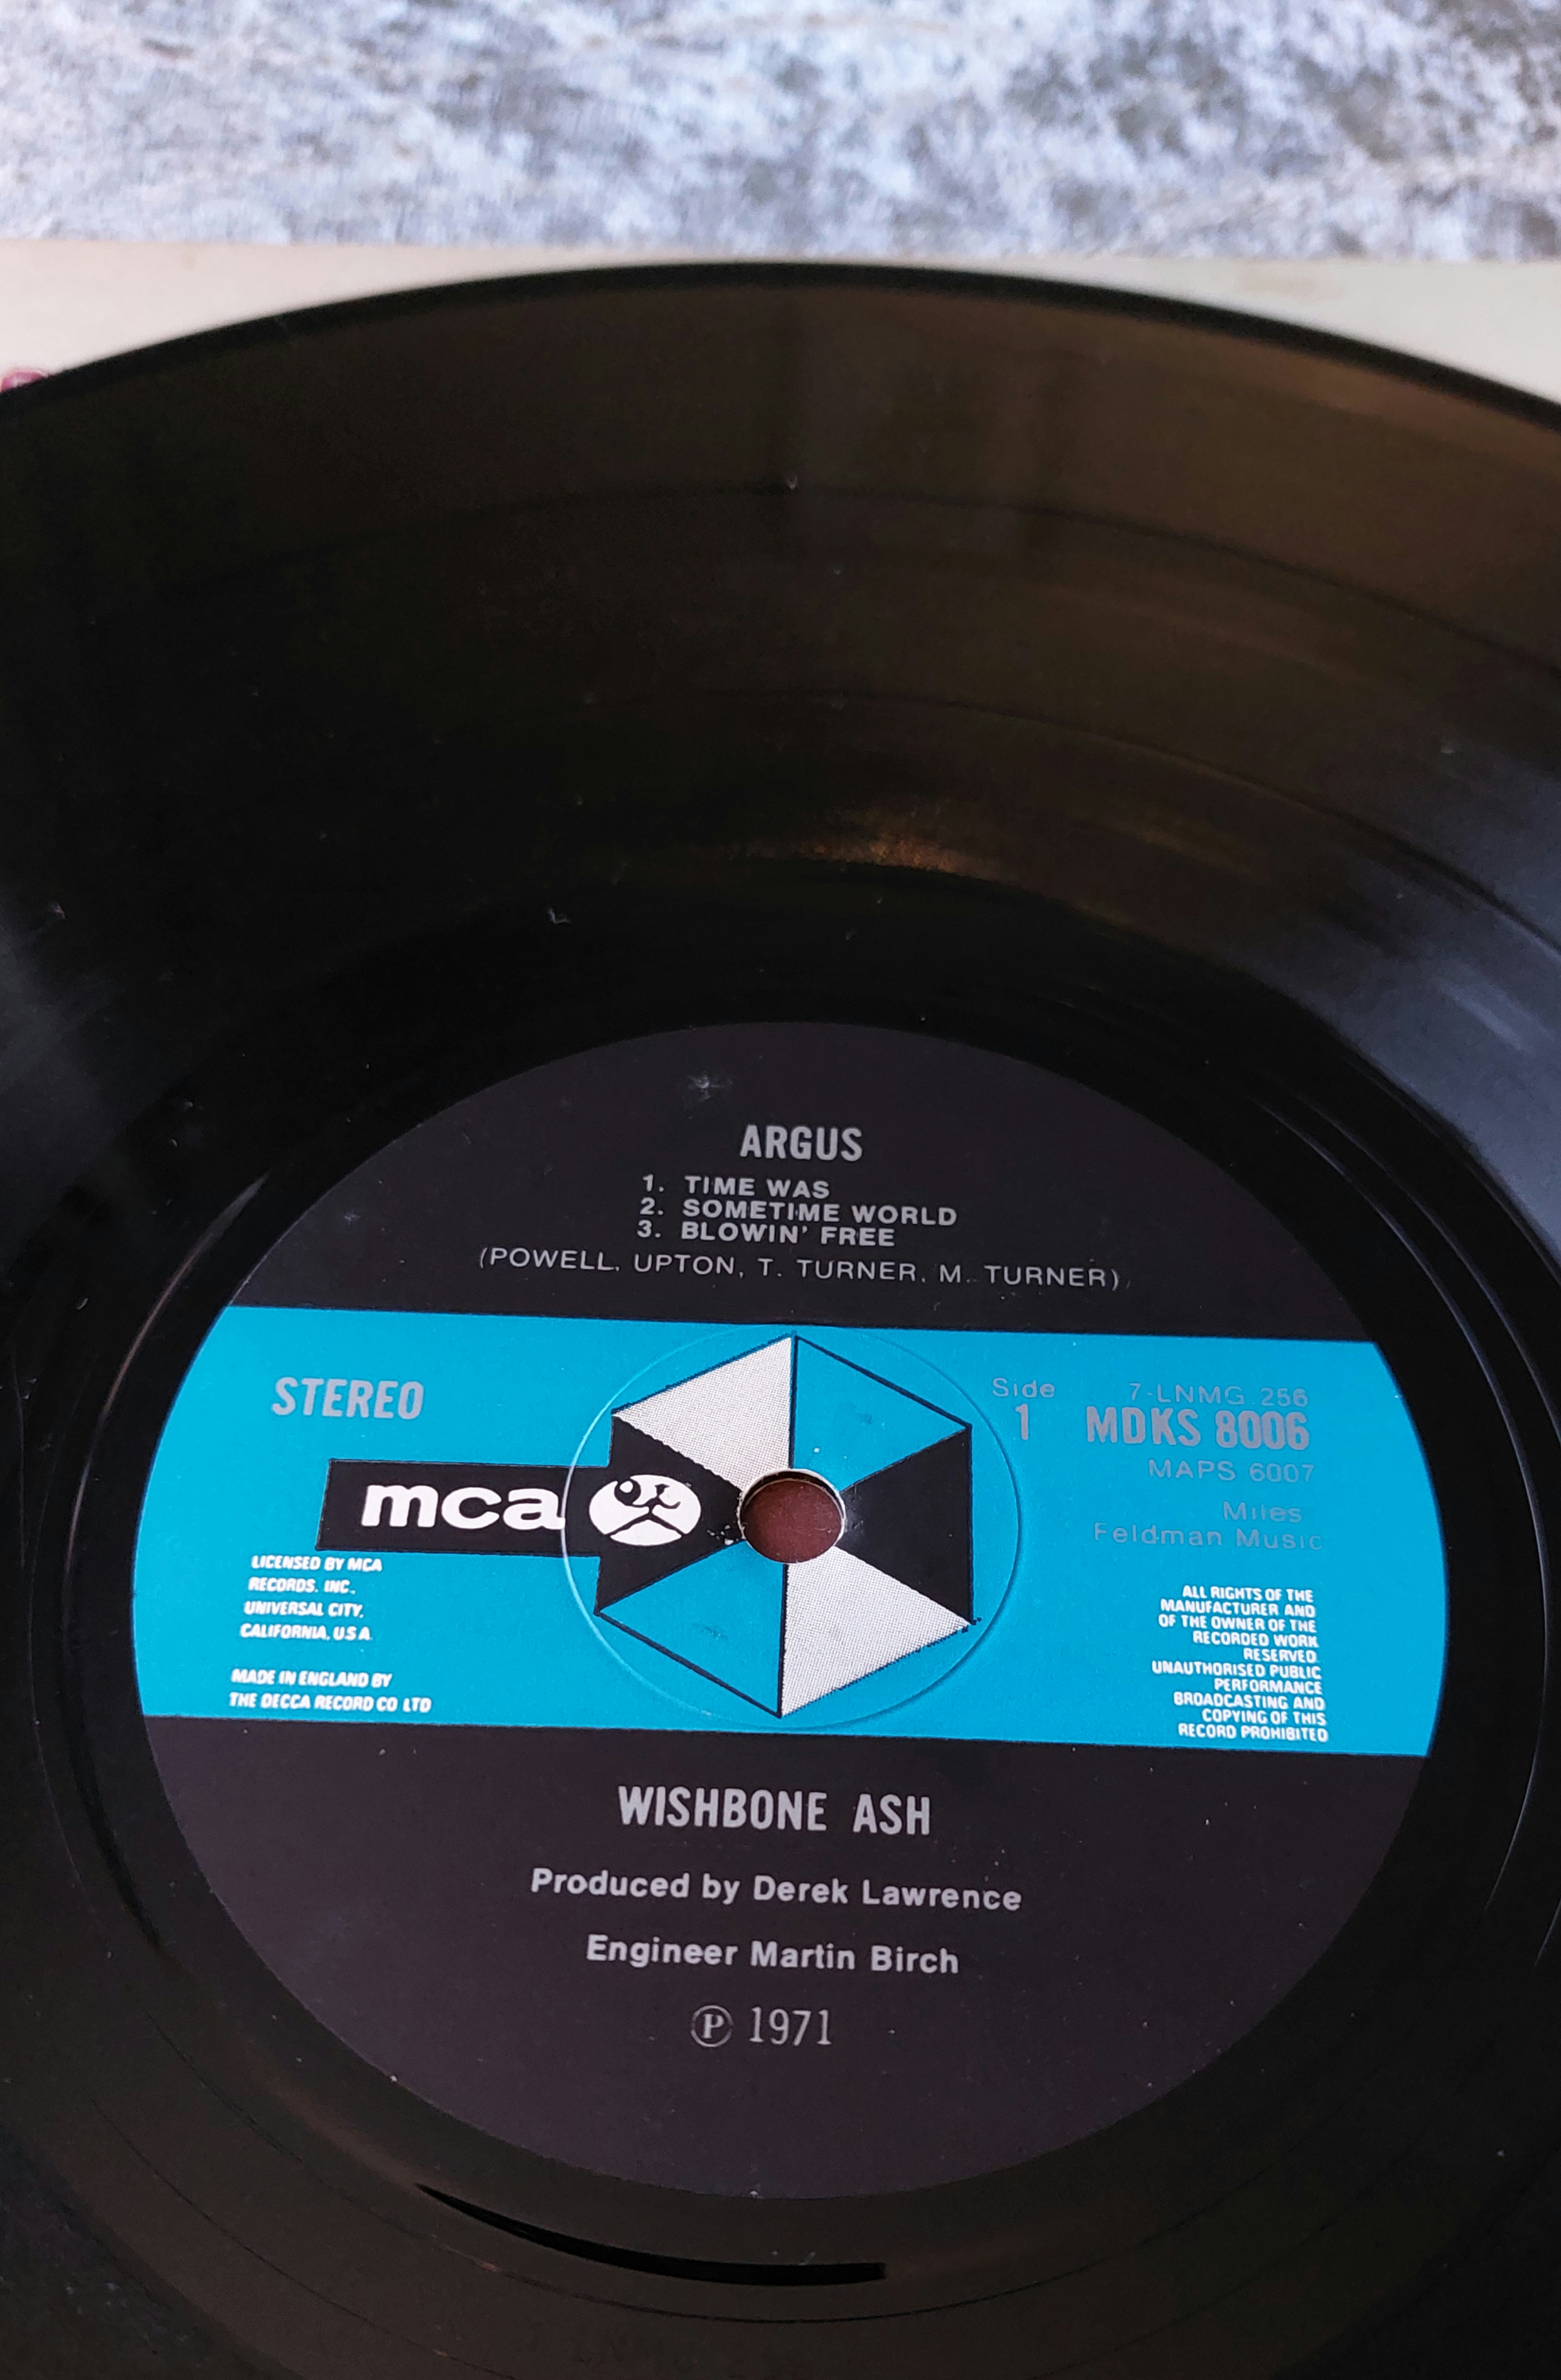 ARGUS
1. TIME WAS
2. SOMETIME WORLD
3. BLOWIN' FREE
(POWELL, UPTON, T. TURNER, M. TURNER)
STEREO
mca
LICENSED BY MCA
RECORDS. INC.
UNIVERSAL CITY,
CALIFORNIA, U.S.A.
MADE IN ENGLAND BY
THE DECCA RECORD CO LTD
Side
1
7-LNMG 256
MDKS 8006
MAPS 6007
Miles
Feldman Music
ALL RIGHTS OF THE
MANUFACTURER AND
OF THE OWNER OF THE
RECORDED WORK
RESERVED.
UNAUTHORISED PUBLIC
PERFORMANCE
BROADCASTING AND
COPYING OF THIS
RECORD PROHIBITED
WISHBONE ASH
Produced by Derek Lawrence
Engineer Martin Birch
℗ 1971